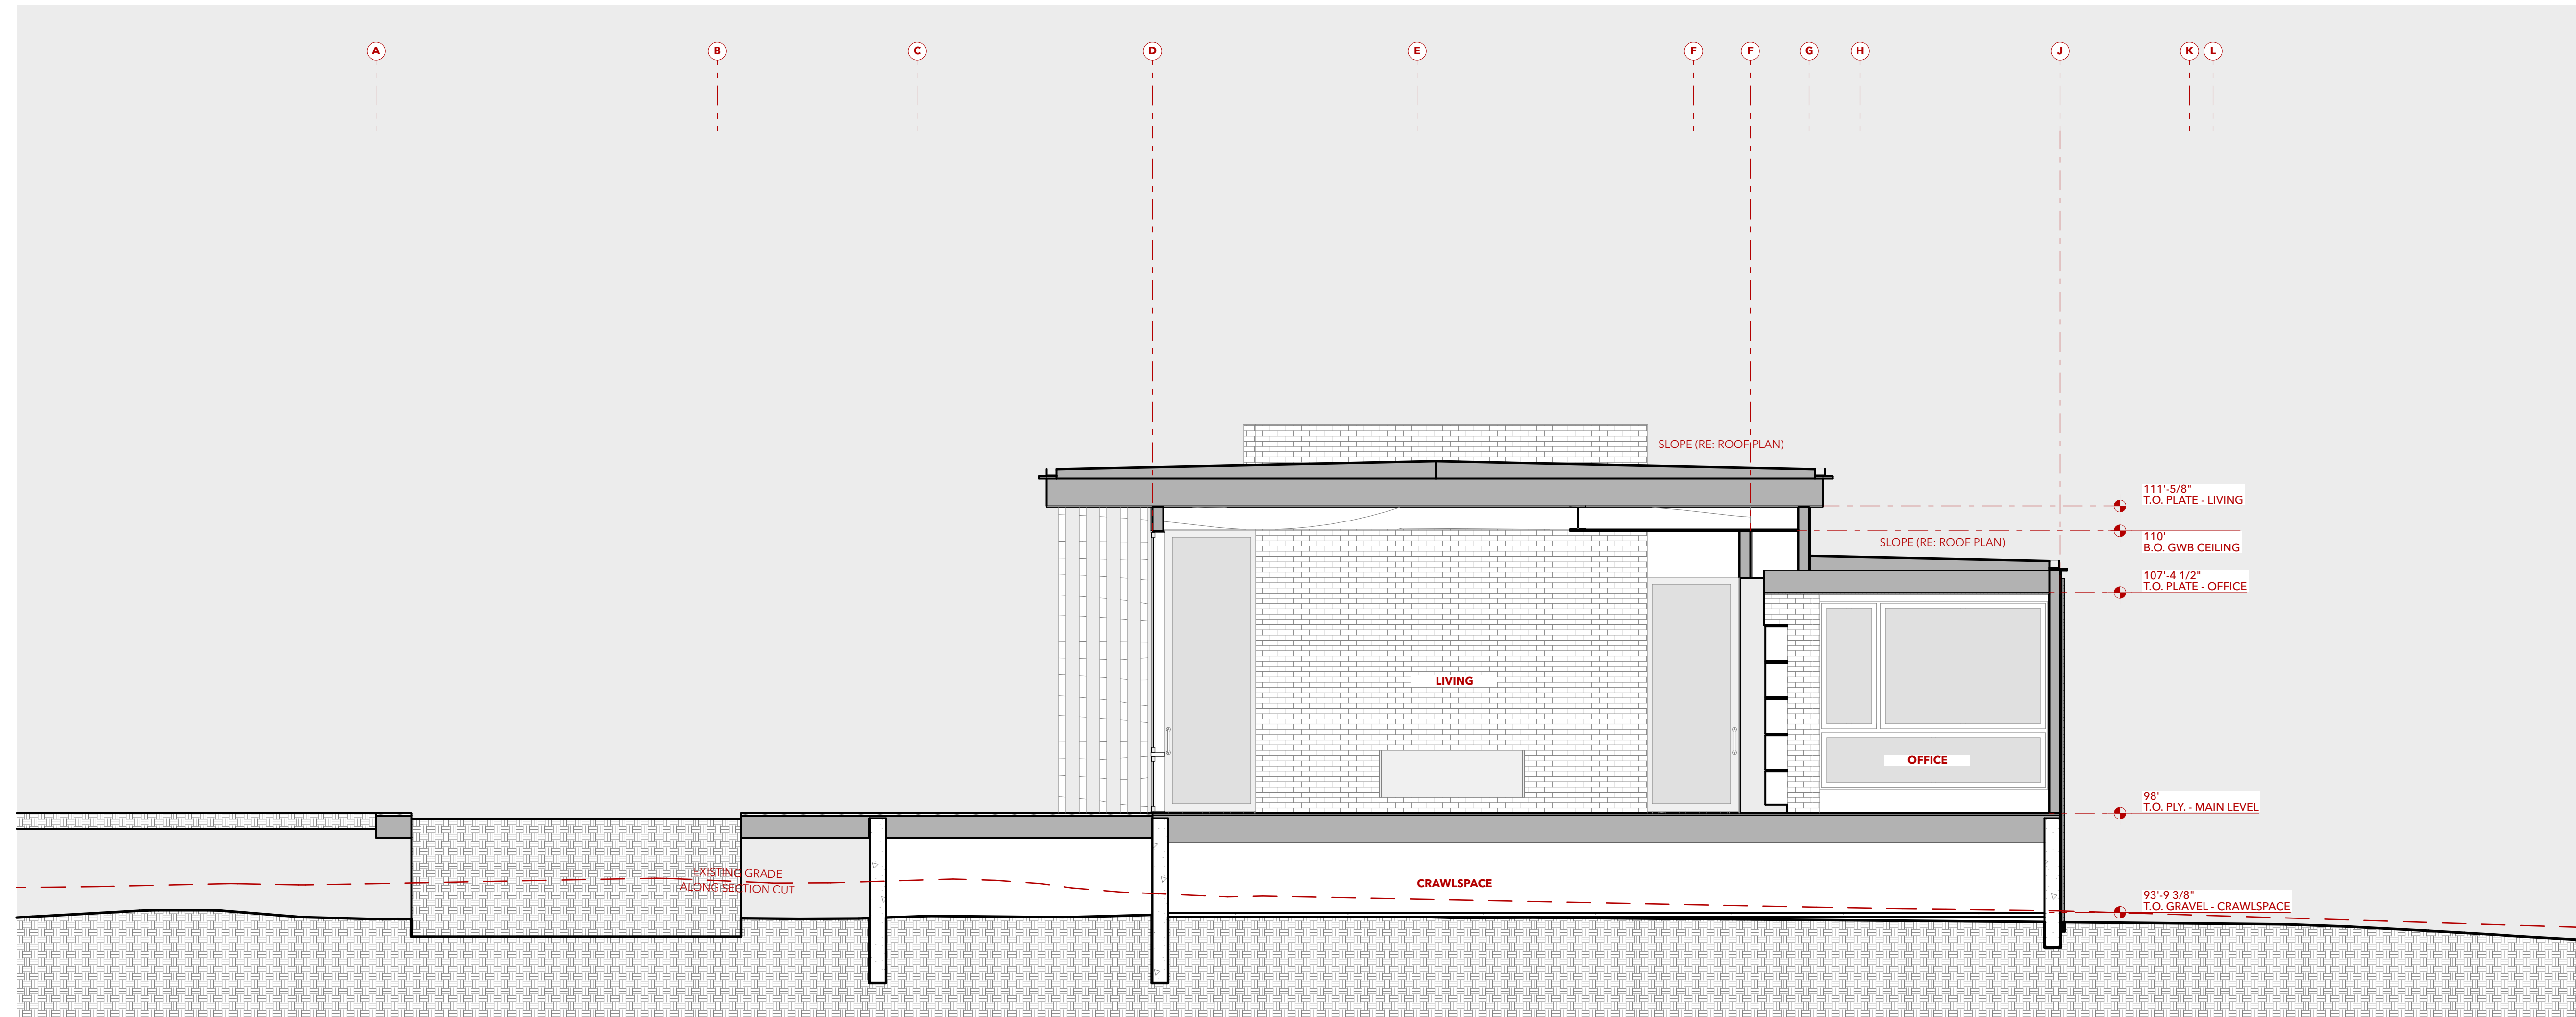 A B C D E F F G H J K L
SLOPE (RE: ROOF PLAN)
111'-5/8"
T.O. PLATE - LIVING
110'
B.O. GWB CEILING
SLOPE (RE: ROOF PLAN)
107'-4 1/2"
T.O. PLATE - OFFICE
LIVING
OFFICE
98'
T.O. PLY. - MAIN LEVEL
EXISTING GRADE
ALONG SECTION CUT
CRAWLSPACE
93'-9 3/8"
T.O. GRAVEL - CRAWLSPACE